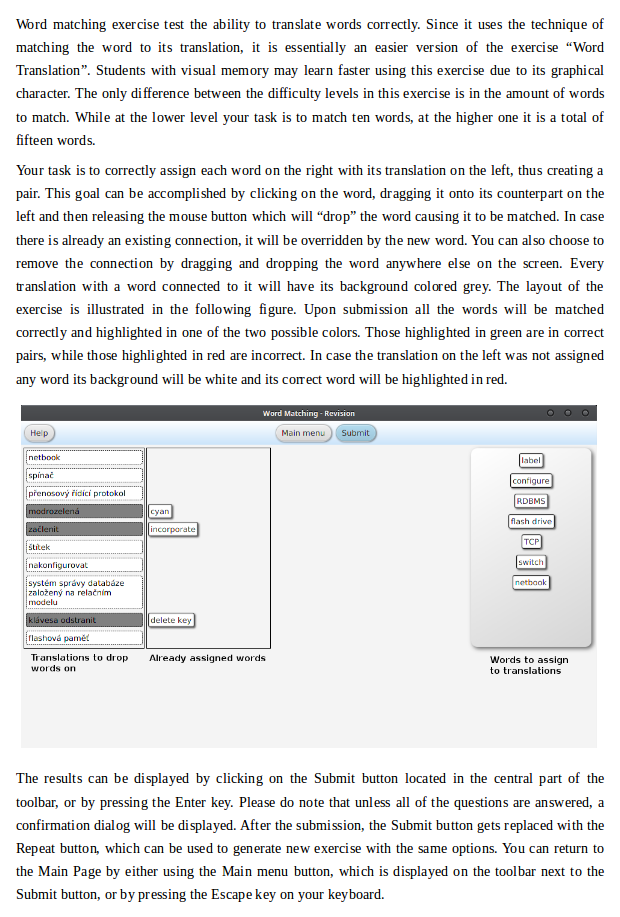 Word matching exercise test the ability to translate words correctly. Since it uses the technique of
matching the word to its translation, it is essentially an easier version of the exercise “Word
Translation”. Students with visual memory may learn faster using this exercise due to its graphical
character. The only difference between the difficulty levels in this exercise is in the amount of words
to match. While at the lower level your task is to match ten words, at the higher one it is a total of
fifteen words.
Your task is to correctly assign each word on the right with its translation on the left, thus creating a
pair. This goal can be accomplished by clicking on the word, dragging it onto its counterpart on the
left and then releasing the mouse button which will “drop” the word causing it to be matched. In case
there is already an existing connection, it will be overridden by the new word. You can also choose to
remove the connection by dragging and dropping the word anywhere else on the screen. Every
translation with a word connected to it will have its background colored grey. The layout of the
exercise is illustrated in the following figure. Upon submission all the words will be matched
correctly and highlighted in one of the two possible colors. Those highlighted in green are in correct
pairs, while those highlighted in red are incorrect. In case the translation on the left was not assigned
any word its background will be white and its correct word will be highlighted in red.
Word Matching - Revision
Help
Main menu
Submit
netbook
spínač
přenosový řídící protokol
modrozelená
začlenit
štítek
nakonfigurovat
systém správy databáze
založený na relačním
modelu
klávesa odstranit
flashová paměť
Translations to drop
words on
cyan
incorporate
delete key
Already assigned words
label
configure
RDBMS
flash drive
TCP
switch
netbook
Words to assign
to translations
The results can be displayed by clicking on the Submit button located in the central part of the
toolbar, or by pressing the Enter key. Please do note that unless all of the questions are answered, a
confirmation dialog will be displayed. After the submission, the Submit button gets replaced with the
Repeat button, which can be used to generate new exercise with the same options. You can return to
the Main Page by either using the Main menu button, which is displayed on the toolbar next to the
Submit button, or by pressing the Escape key on your keyboard.